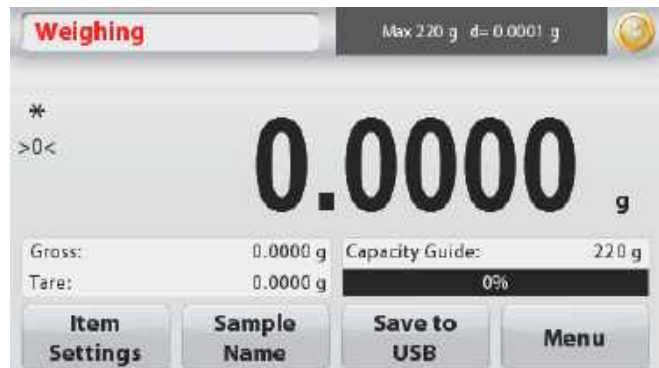 Weighing
Max 220 g d= 0.0001 g
*
>0<
0.0000 g
Gross: 0.0000 g
Tare: 0.0000 g
Capacity Guide: 220 g
0%
Item
Settings
Sample
Name
Save to
USB
Menu